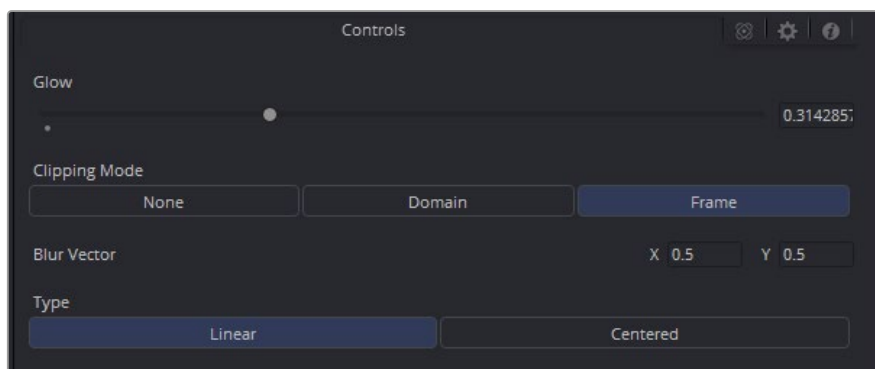 Controls
Glow
0.3142857
Clipping Mode
None Domain Frame
Blur Vector X 0.5 Y 0.5
Type
Linear Centered